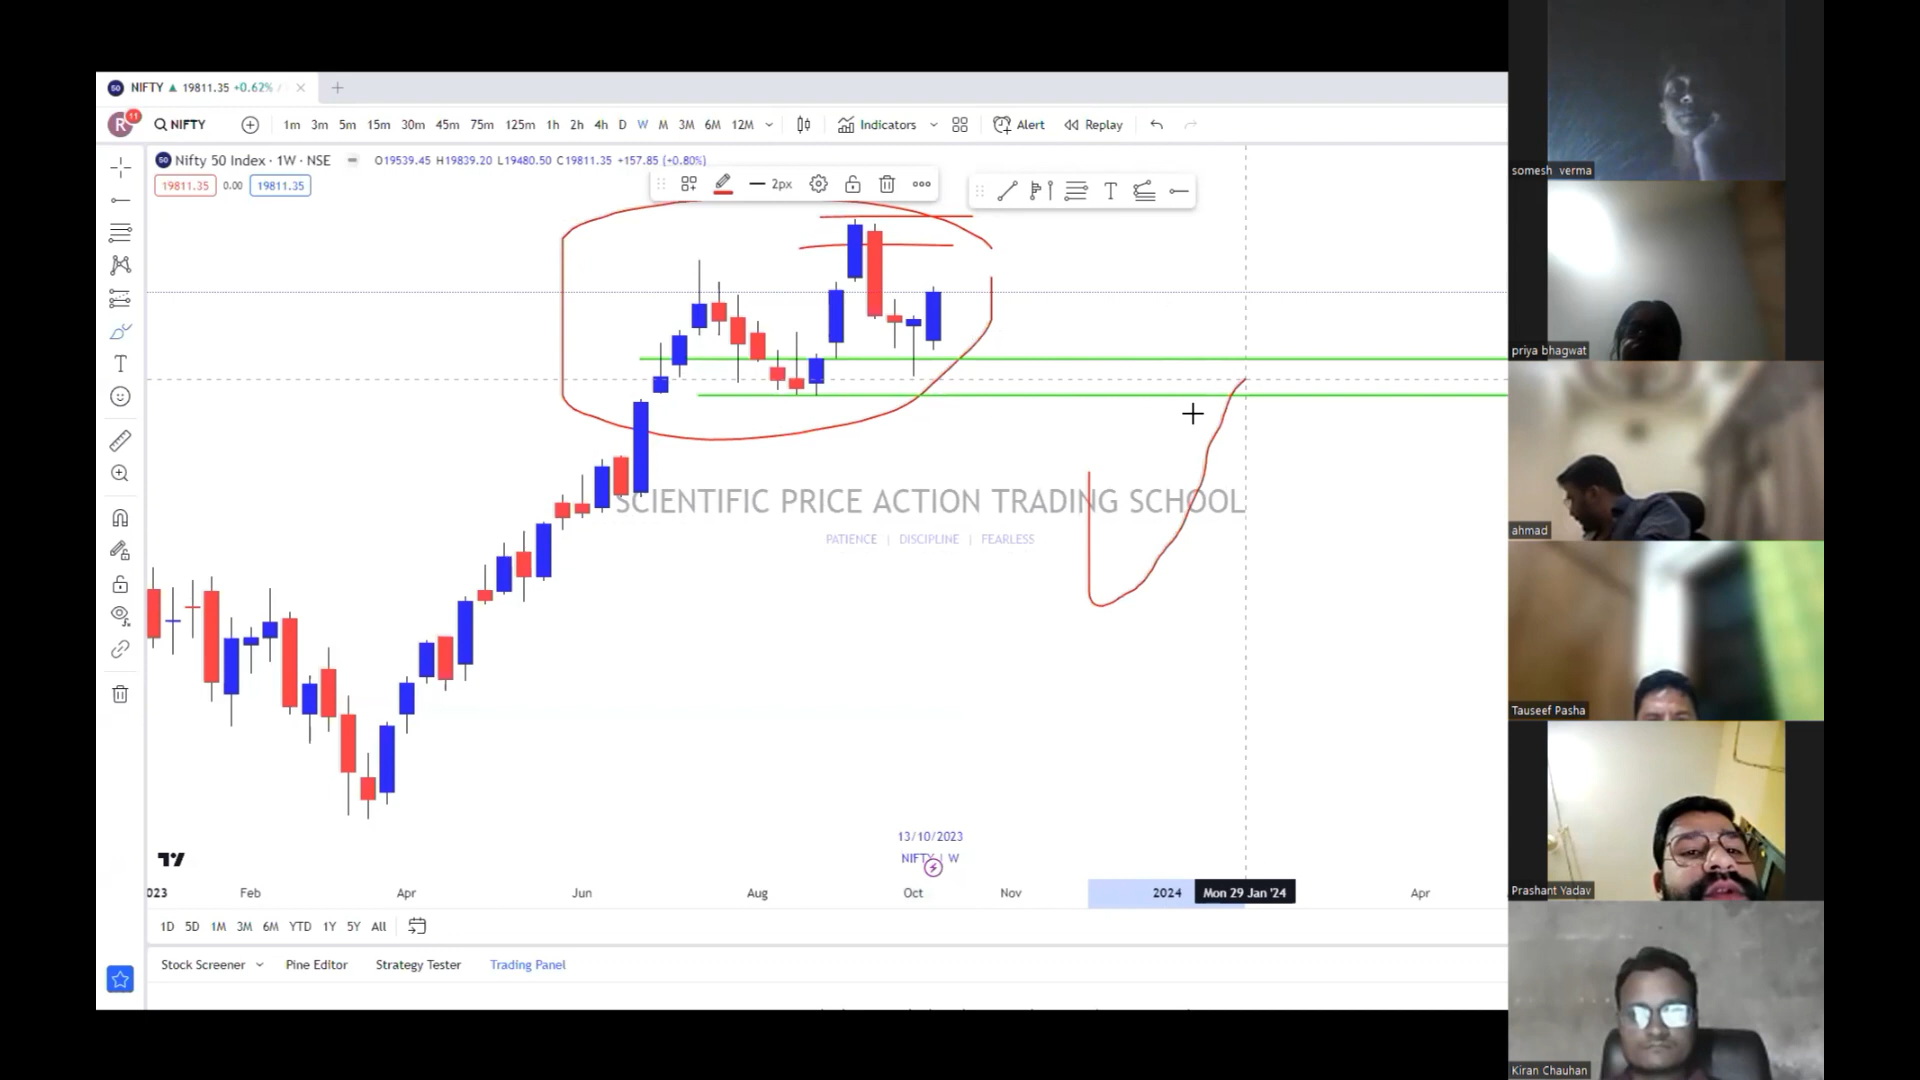 NIFTY ▲ 19811.35 +0.62% /
R 11 NIFTY 1m 3m 5m 15m 30m 45m 75m 125m 1h 2h 4h D W M 3M 6M 12M Indicators Alert Replay
50 Nifty 50 Index · 1W · NSE O19539.45 H19839.20 L19480.50 C19811.35 +157.85 (+0.80%)
19811.35 0.00 19811.35
2px
T
SCIENTIFIC PRICE ACTION TRADING SCHOOL
PATIENCE | DISCIPLINE | FEARLESS
13/10/2023
NIFTY | W
023 Feb Apr Jun Aug Oct Nov 2024 Mon 29 Jan '24 Apr
1D 5D 1M 3M 6M YTD 1Y 5Y All
Stock Screener Pine Editor Strategy Tester Trading Panel
somesh verma
priya bhagwat
ahmad
Tauseef Pasha
Prashant Yadav
Kiran Chauhan